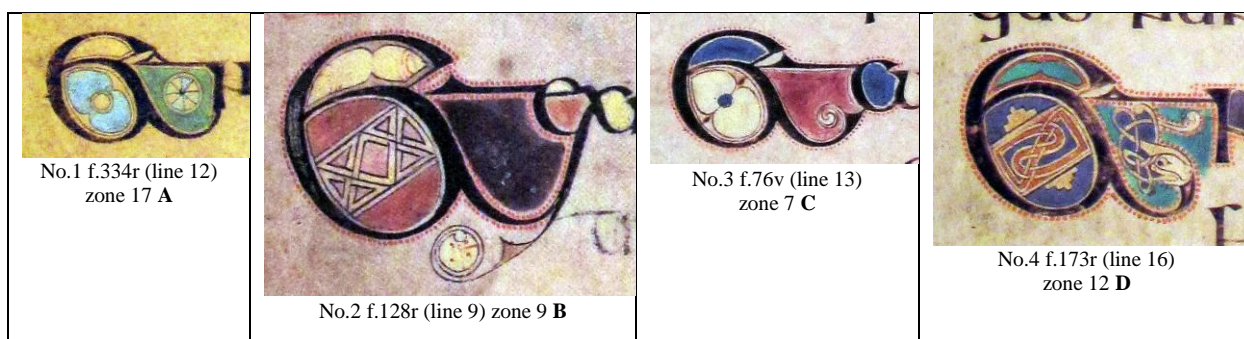 No.1 f.334r (line 12)
zone 17 A
No.2 f.128r (line 9) zone 9 B
No.3 f.76v (line 13)
zone 7 C
No.4 f.173r (line 16)
zone 12 D